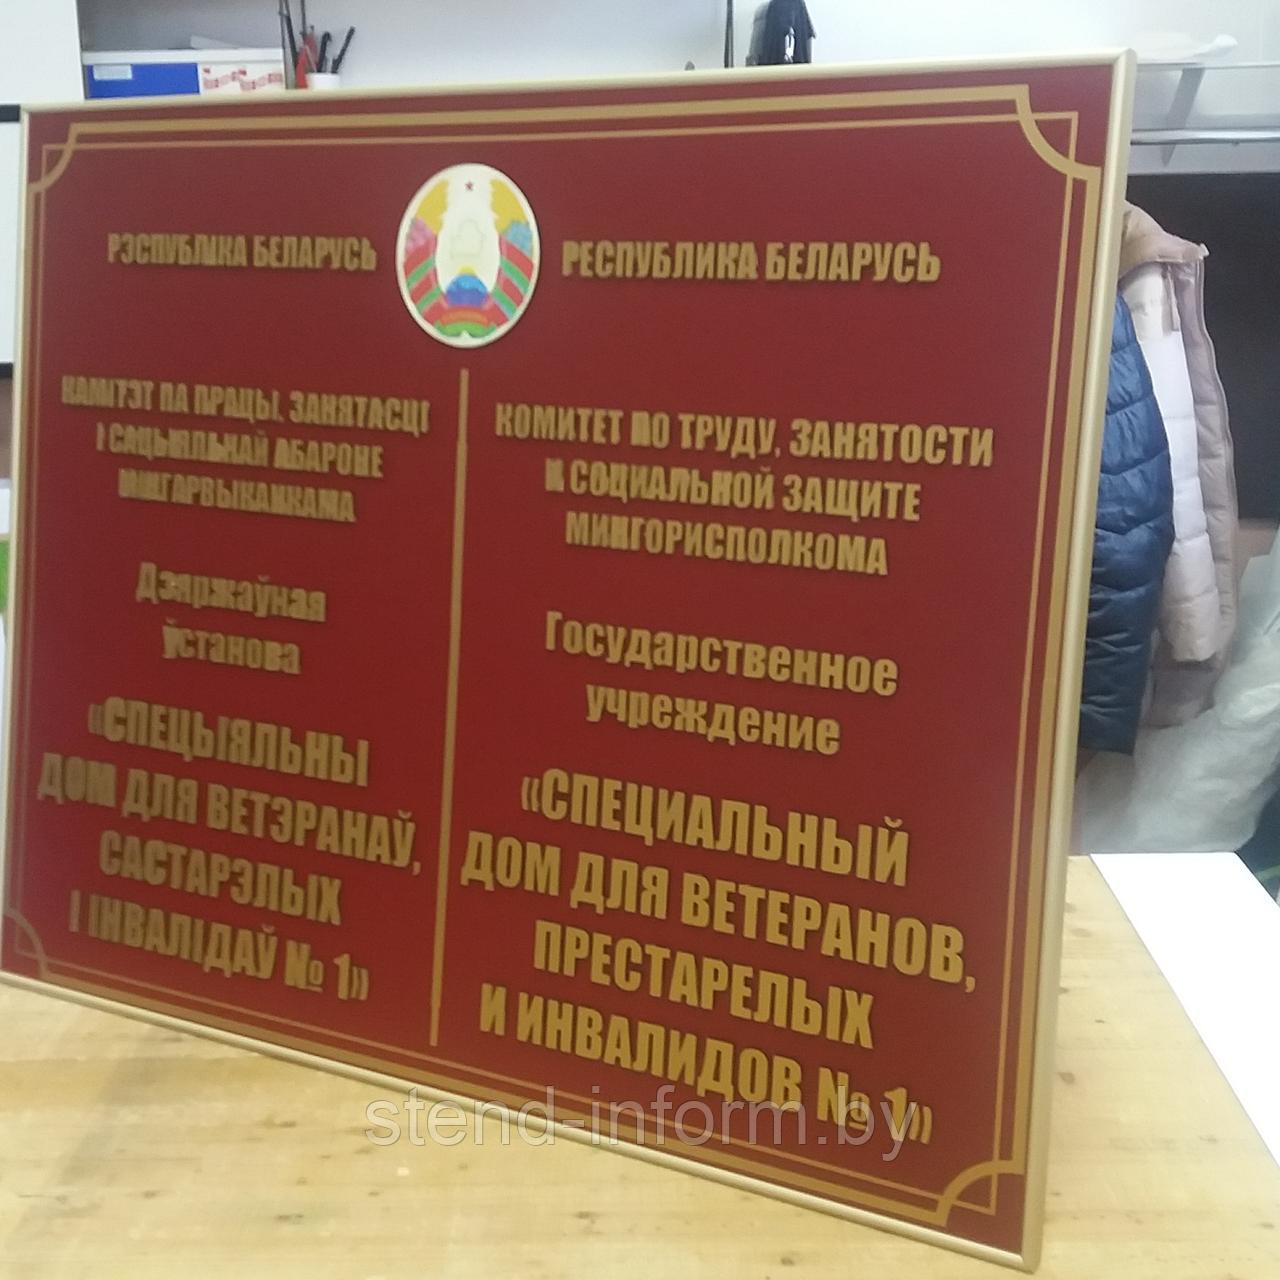 РЭСПУБЛІКА БЕЛАРУСЬ
КАМІТЭТ ПА ПРАЦЫ, ЗАНЯТАСЦІ
І САЦЫЯЛЬНАЙ АБАРОНЕ
МІНГАРВЫКАНКАМА
Дзяржаўная
ўстанова
«СПЕЦЫЯЛЬНЫ
ДОМ ДЛЯ ВЕТЭРАНАЎ,
САСТАРЭЛЫХ
І ІНВАЛІДАЎ № 1»
РЕСПУБЛИКА БЕЛАРУСЬ
КОМИТЕТ ПО ТРУДУ, ЗАНЯТОСТИ
И СОЦИАЛЬНОЙ ЗАЩИТЕ
МИНГОРИСПОЛКОМА
Государственное
учреждение
«СПЕЦИАЛЬНЫЙ
ДОМ ДЛЯ ВЕТЕРАНОВ,
ПРЕСТАРЕЛЫХ
И ИНВАЛИДОВ № 1»
stend-inform.by